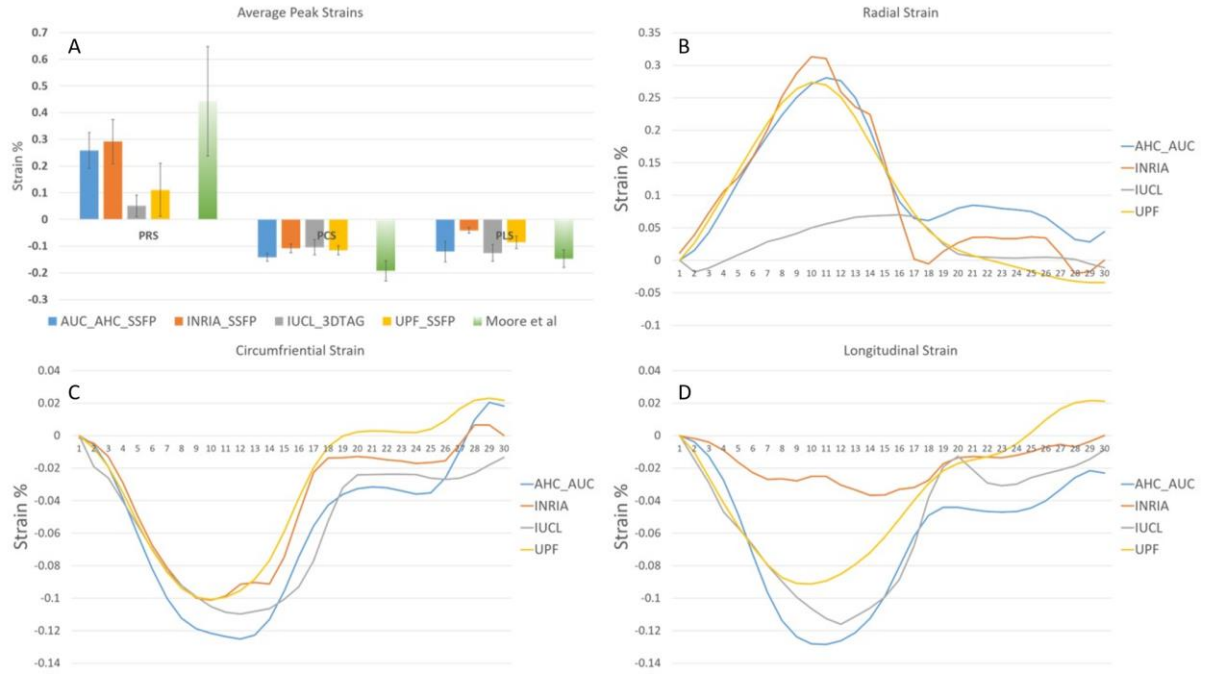 Average Peak Strains
A
Strain %
0.7
0.6
0.5
0.4
0.3
0.2
0.1
0
-0.1
-0.2
-0.3
PRS PCS PLS
AUC_AHC_SSFP INRIA_SSFP IUCL_3DTAG UPF_SSFP Moore et al
Radial Strain
B
Strain %
0.35
0.3
0.25
0.2
0.15
0.1
0.05
0
-0.05
-0.1
1 2 3 4 5 6 7 8 9 10 11 12 13 14 15 16 17 18 19 20 21 22 23 24 25 26 27 28 29 30
AHC_AUC
INRIA
IUCL
UPF
Circumfriential Strain
C
Strain %
0.04
0.02
0
-0.02
-0.04
-0.06
-0.08
-0.1
-0.12
-0.14
1 2 3 4 5 6 7 8 9 10 11 12 13 14 15 16 17 18 19 20 21 22 23 24 25 26 27 28 29 30
AHC_AUC
INRIA
IUCL
UPF
Longitudinal Strain
D
Strain %
0.04
0.02
0
-0.02
-0.04
-0.06
-0.08
-0.1
-0.12
-0.14
1 2 3 4 5 6 7 8 9 10 11 12 13 14 15 16 17 18 19 20 21 22 23 24 25 26 27 28 29 30
AHC_AUC
INRIA
IUCL
UPF